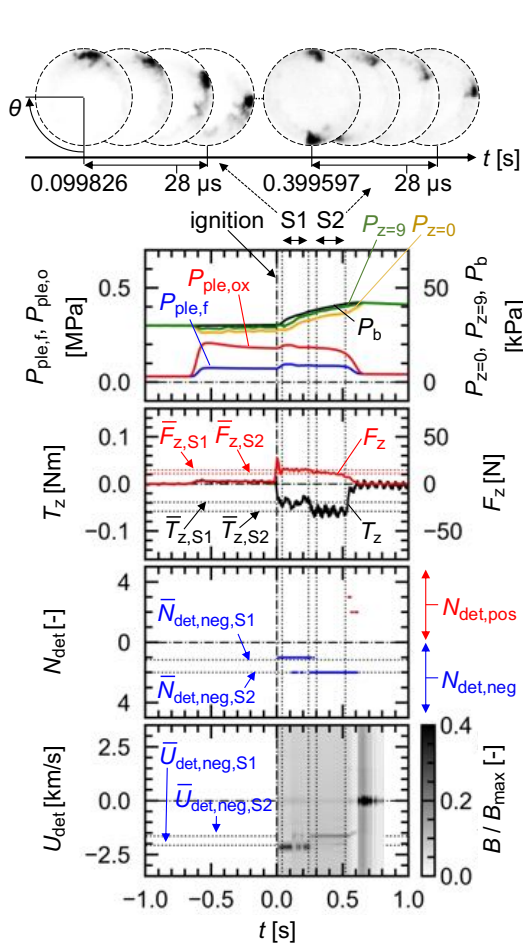 θ
t [s]
0.099826 28 μs 0.399597 28 μs
ignition S1 S2 P_z=9 P_z=0
P_ple,f, P_ple,o [MPa]
0.5
0.0
P_ple,ox
P_ple,f
P_b
50
0
P_z=0, P_z=9, P_b [kPa]
T_z [Nm]
0.1
0.0
−0.1
F̅_z,S1 F̅_z,S2 F_z
T̅_z,S1 T̅_z,S2 T_z
50
0
−50
F_z [N]
N_det [-]
4
2
0
2
4
N̅_det,neg,S1
N̅_det,neg,S2
N_det,pos
N_det,neg
U_det [km/s]
2.5
0.0
−2.5
U̅_det,neg,S1
U̅_det,neg,S2
0.4
0.2
0.0
B / B_max [-]
−1.0 −0.5 0.0 0.5 1.0
t [s]